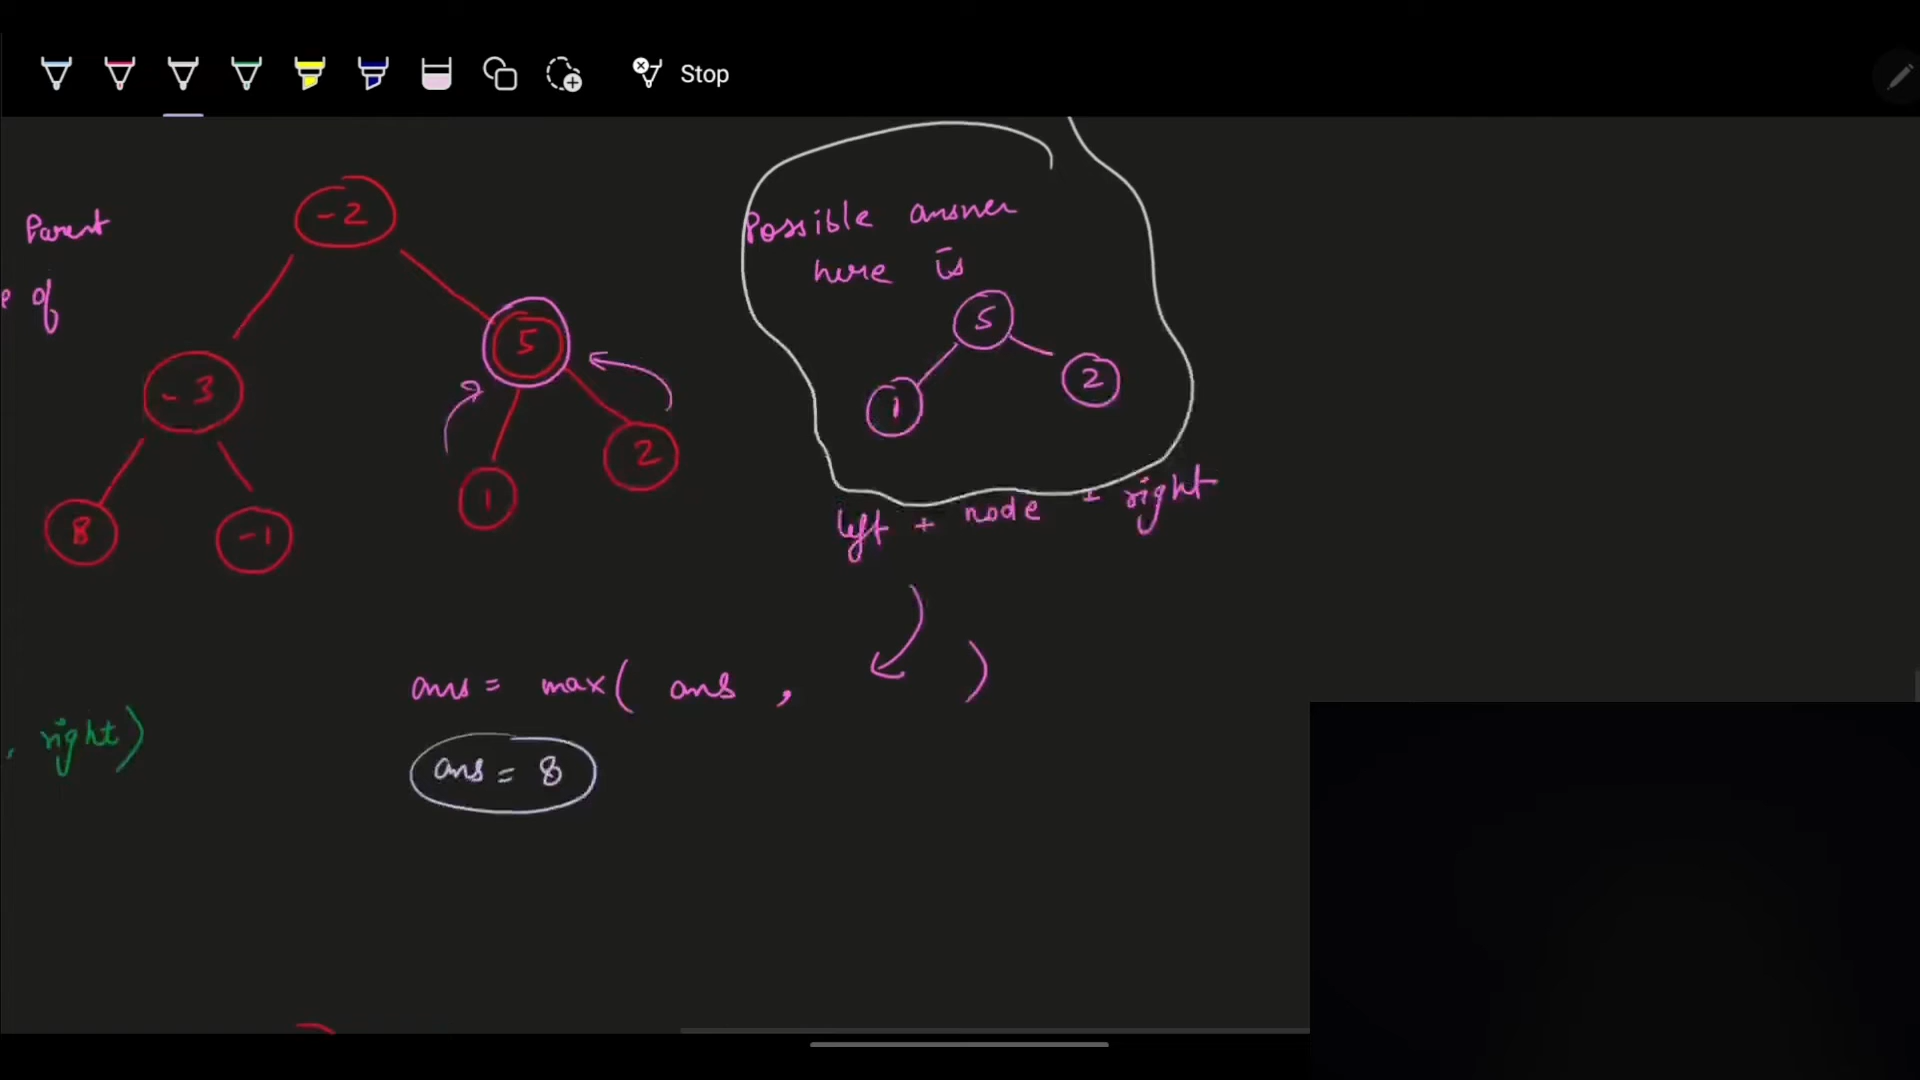 Stop
Parent
e of
-2
-3
5
8
-1
1
2
Possible answer
here is
5
1
2
left + node + right
ans = max( ans , )
, right)
ans = 8